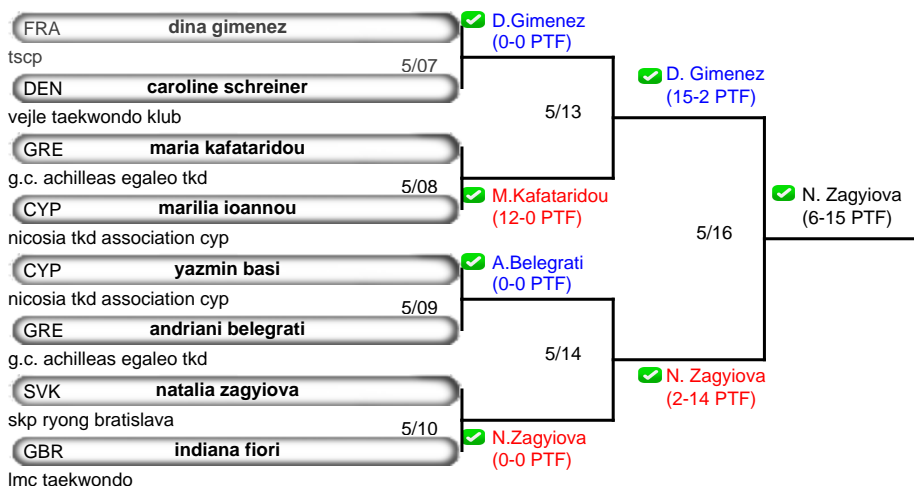 FRA dina gimenez
tscp
5/07
DEN caroline schreiner
vejle taekwondo klub
GRE maria kafataridou
g.c. achilleas egaleo tkd
5/08
CYP marilia ioannou
nicosia tkd association cyp
CYP yazmin basi
nicosia tkd association cyp
5/09
GRE andriani belegrati
g.c. achilleas egaleo tkd
SVK natalia zagyiova
skp ryong bratislava
5/10
GBR indiana fiori
lmc taekwondo
D.Gimenez
(0-0 PTF)
5/13
M.Kafataridou
(12-0 PTF)
A.Belegrati
(0-0 PTF)
5/14
N.Zagyiova
(0-0 PTF)
D. Gimenez
(15-2 PTF)
5/16
N. Zagyiova
(2-14 PTF)
N. Zagyiova
(6-15 PTF)